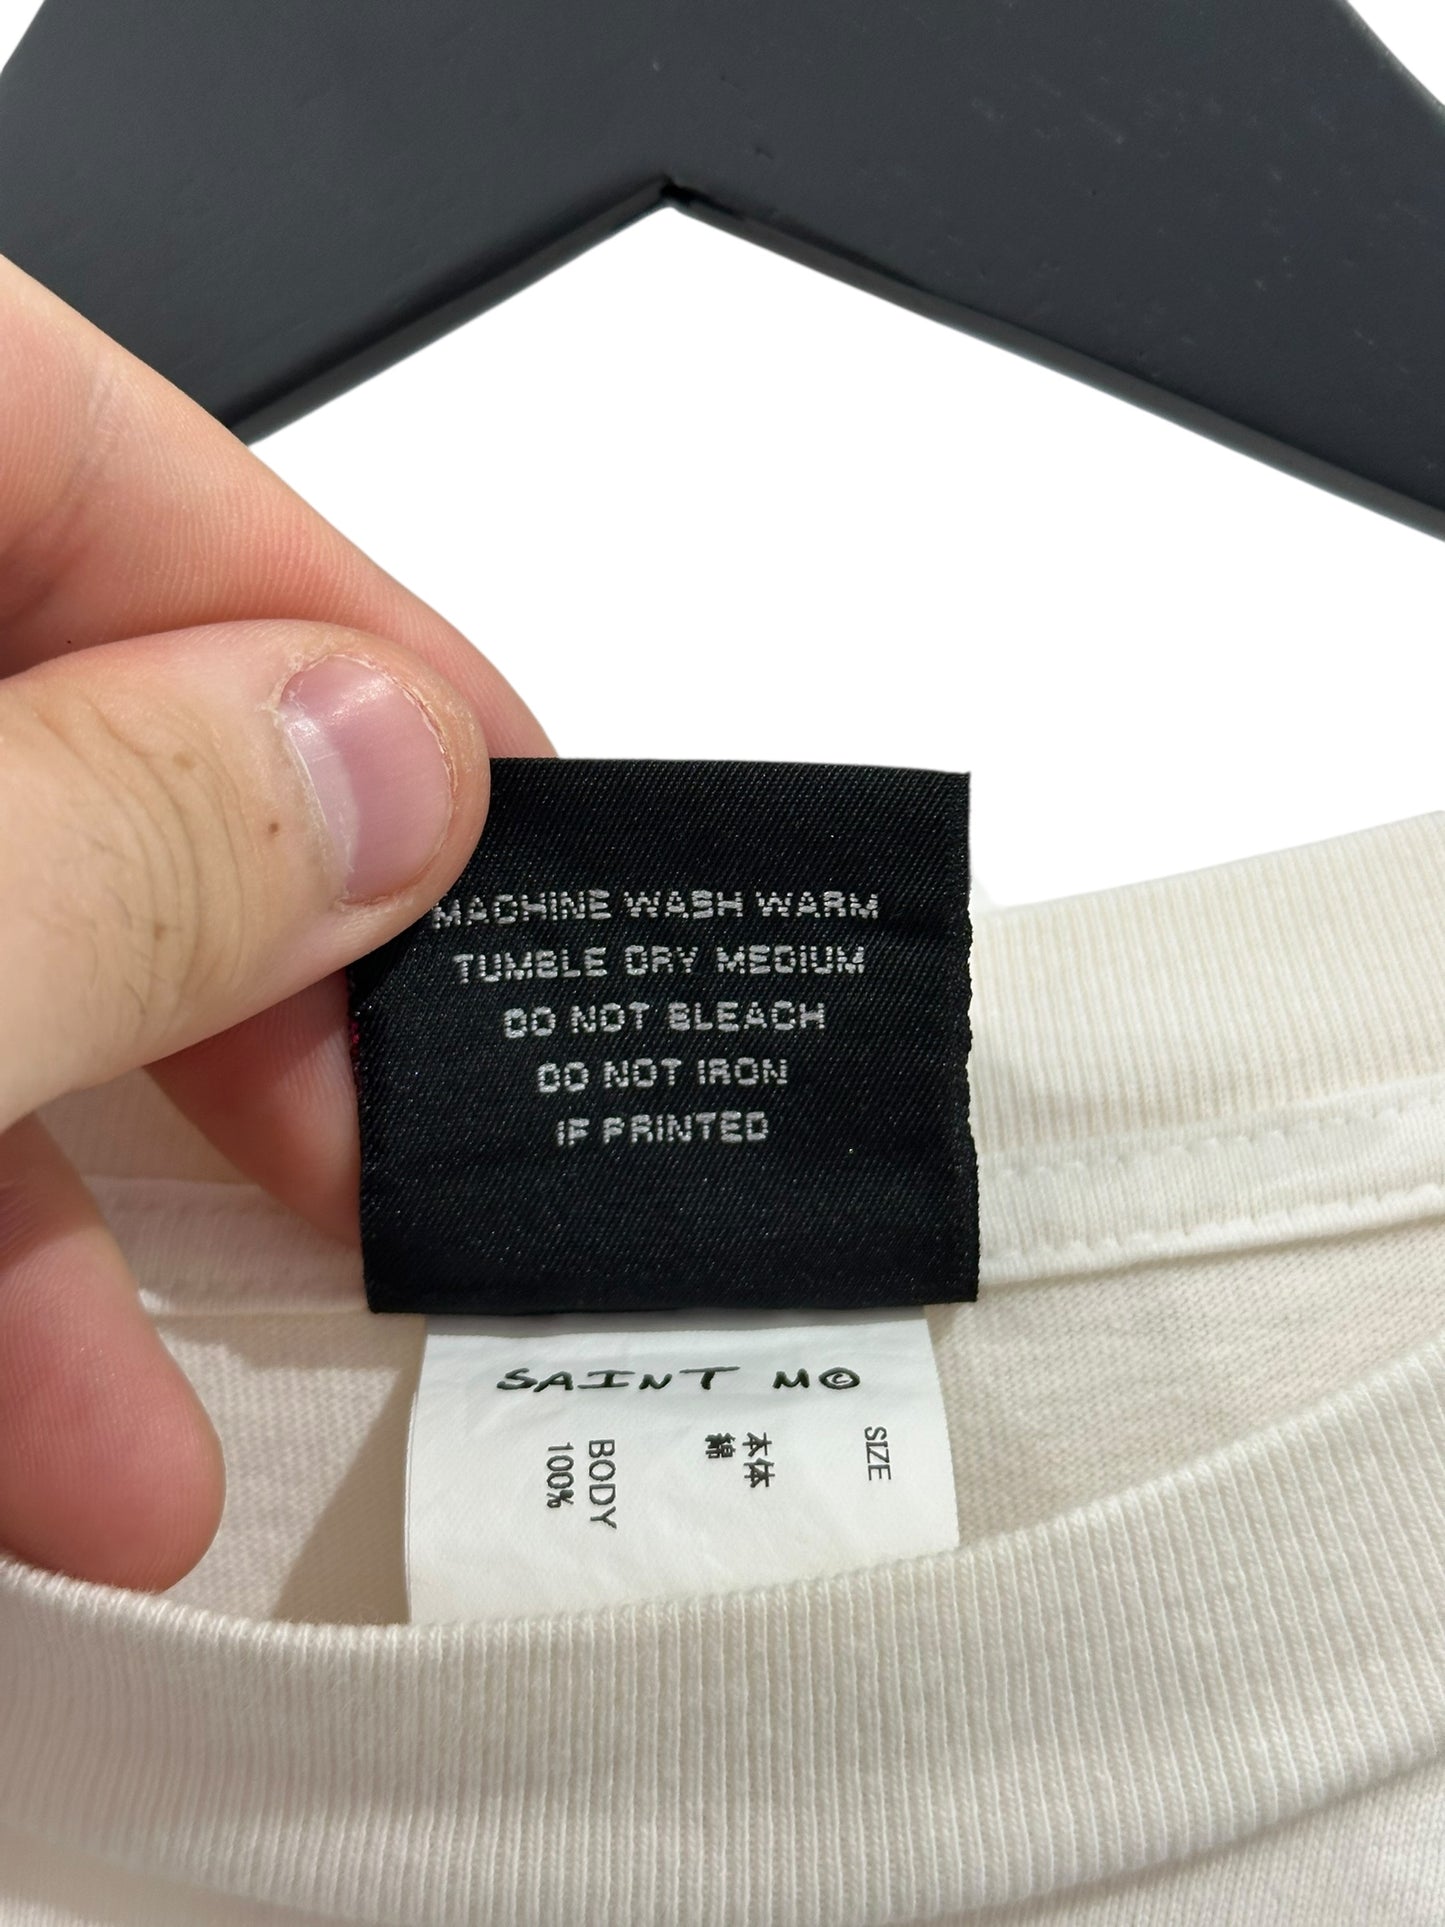 MACHINE WASH WARM
TUMBLE DRY MEDIUM
DO NOT BLEACH
DO NOT IRON
IF PRINTED
SAINT M©
SIZE
本体
綿
BODY
100%